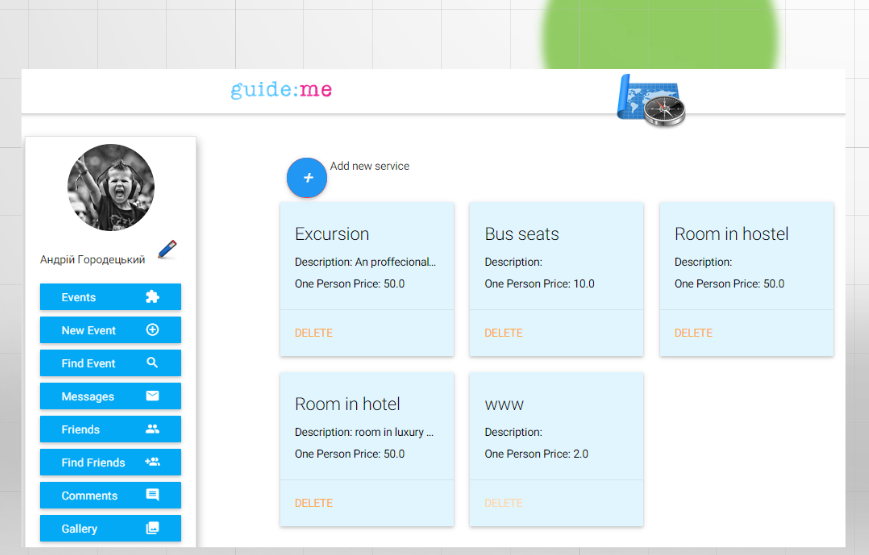 guide:me
Андрій Городецький
Events
New Event
Find Event
Messages
Friends
Find Friends
Comments
Gallery
Add new service
Excursion
Description: An proffecional...
One Person Price: 50.0
DELETE
Bus seats
Description:
One Person Price: 10.0
DELETE
Room in hostel
Description:
One Person Price: 50.0
DELETE
Room in hotel
Description: room in luxury ...
One Person Price: 50.0
DELETE
www
Description:
One Person Price: 2.0
DELETE